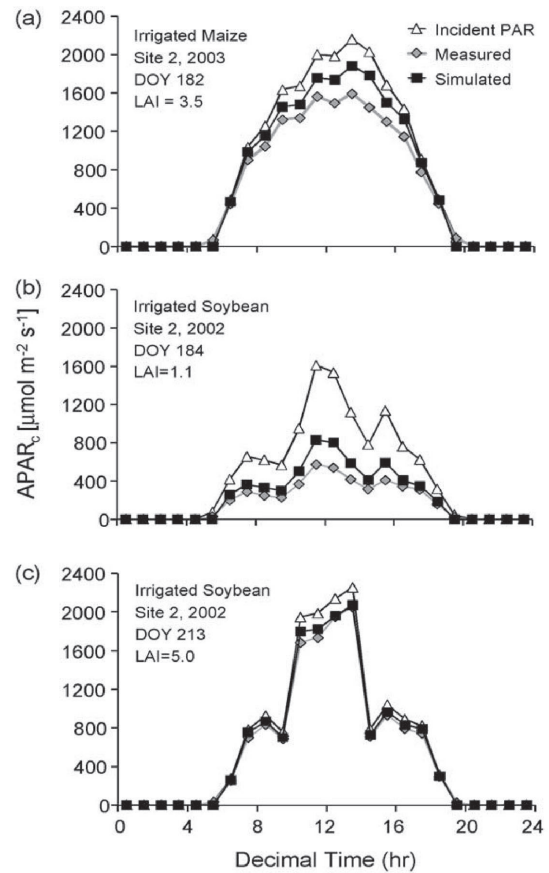 (a)
Irrigated Maize
Site 2, 2003
DOY 182
LAI = 3.5
Incident PAR
Measured
Simulated
2400
2000
1600
1200
800
400
0
(b)
Irrigated Soybean
Site 2, 2002
DOY 184
LAI=1.1
2400
2000
1600
1200
800
400
0
APARc [µmol m-2 s-1]
(c)
Irrigated Soybean
Site 2, 2002
DOY 213
LAI=5.0
2400
2000
1600
1200
800
400
0
0 4 8 12 16 20 24
Decimal Time (hr)